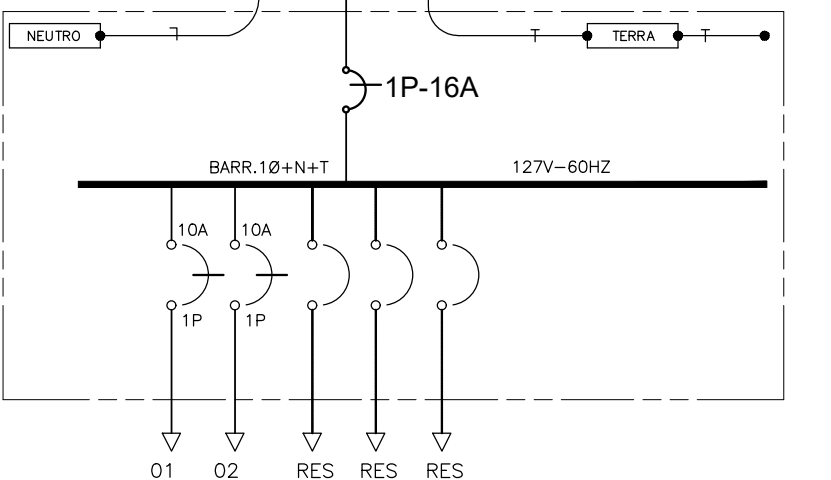 NEUTRO
TERRA
1P-16A
BARR.1Ø+N+T
127V-60HZ
10A
10A
1P
1P
01
02
RES
RES
RES